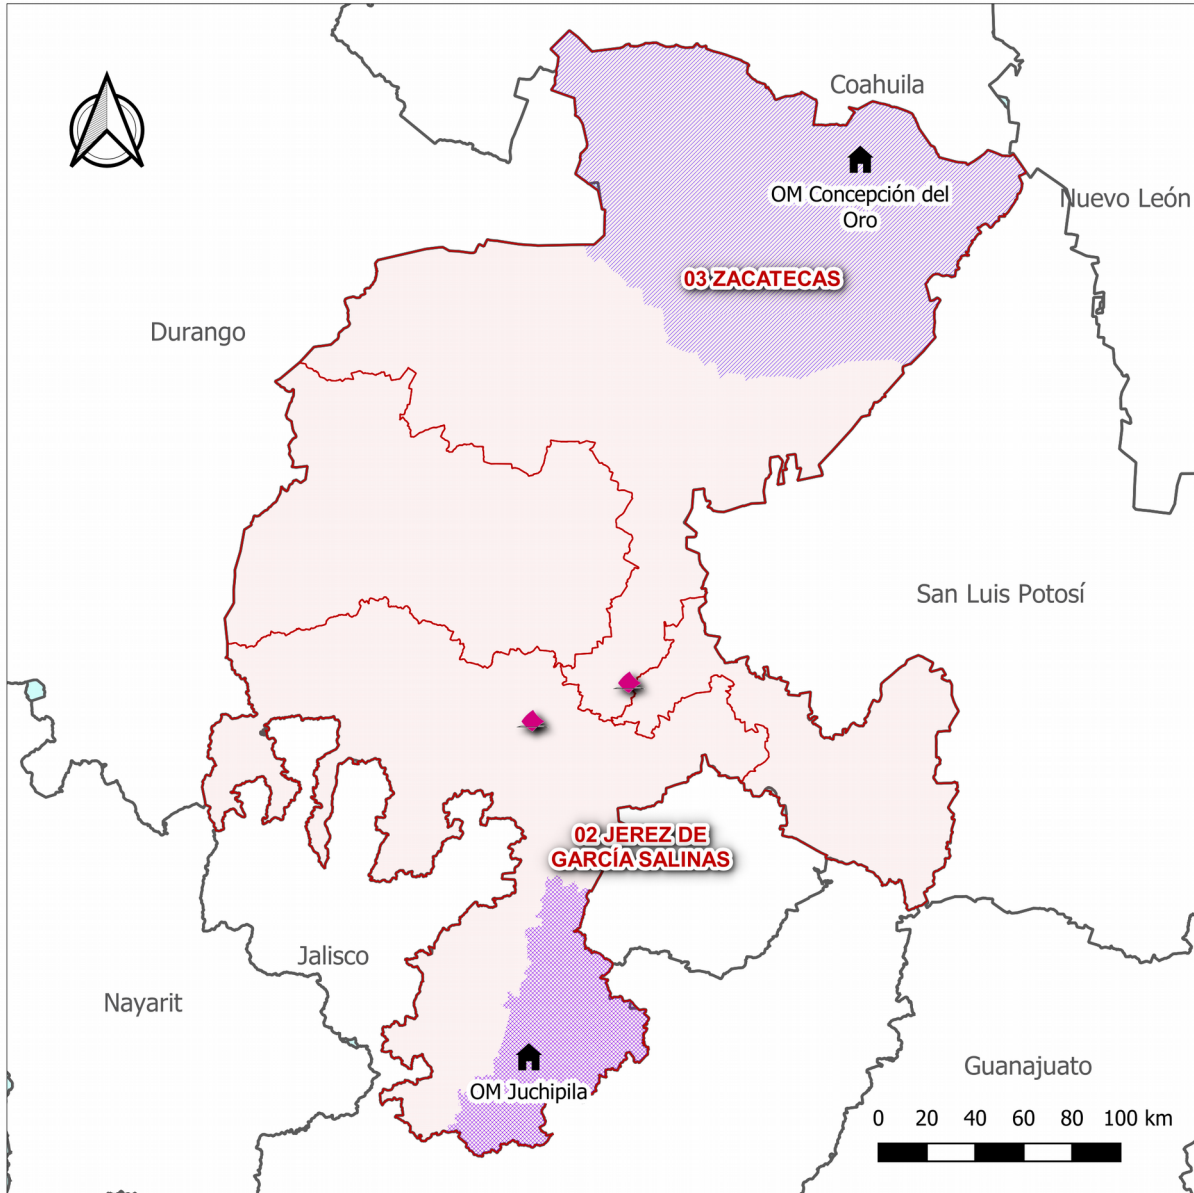 Coahuila
OM Concepción del
Oro
Nuevo León
03 ZACATECAS
Durango
San Luis Potosí
02 JEREZ DE
GARCÍA SALINAS
Jalisco
Nayarit
OM Juchipila
Guanajuato
0 20 40 60 80 100 km